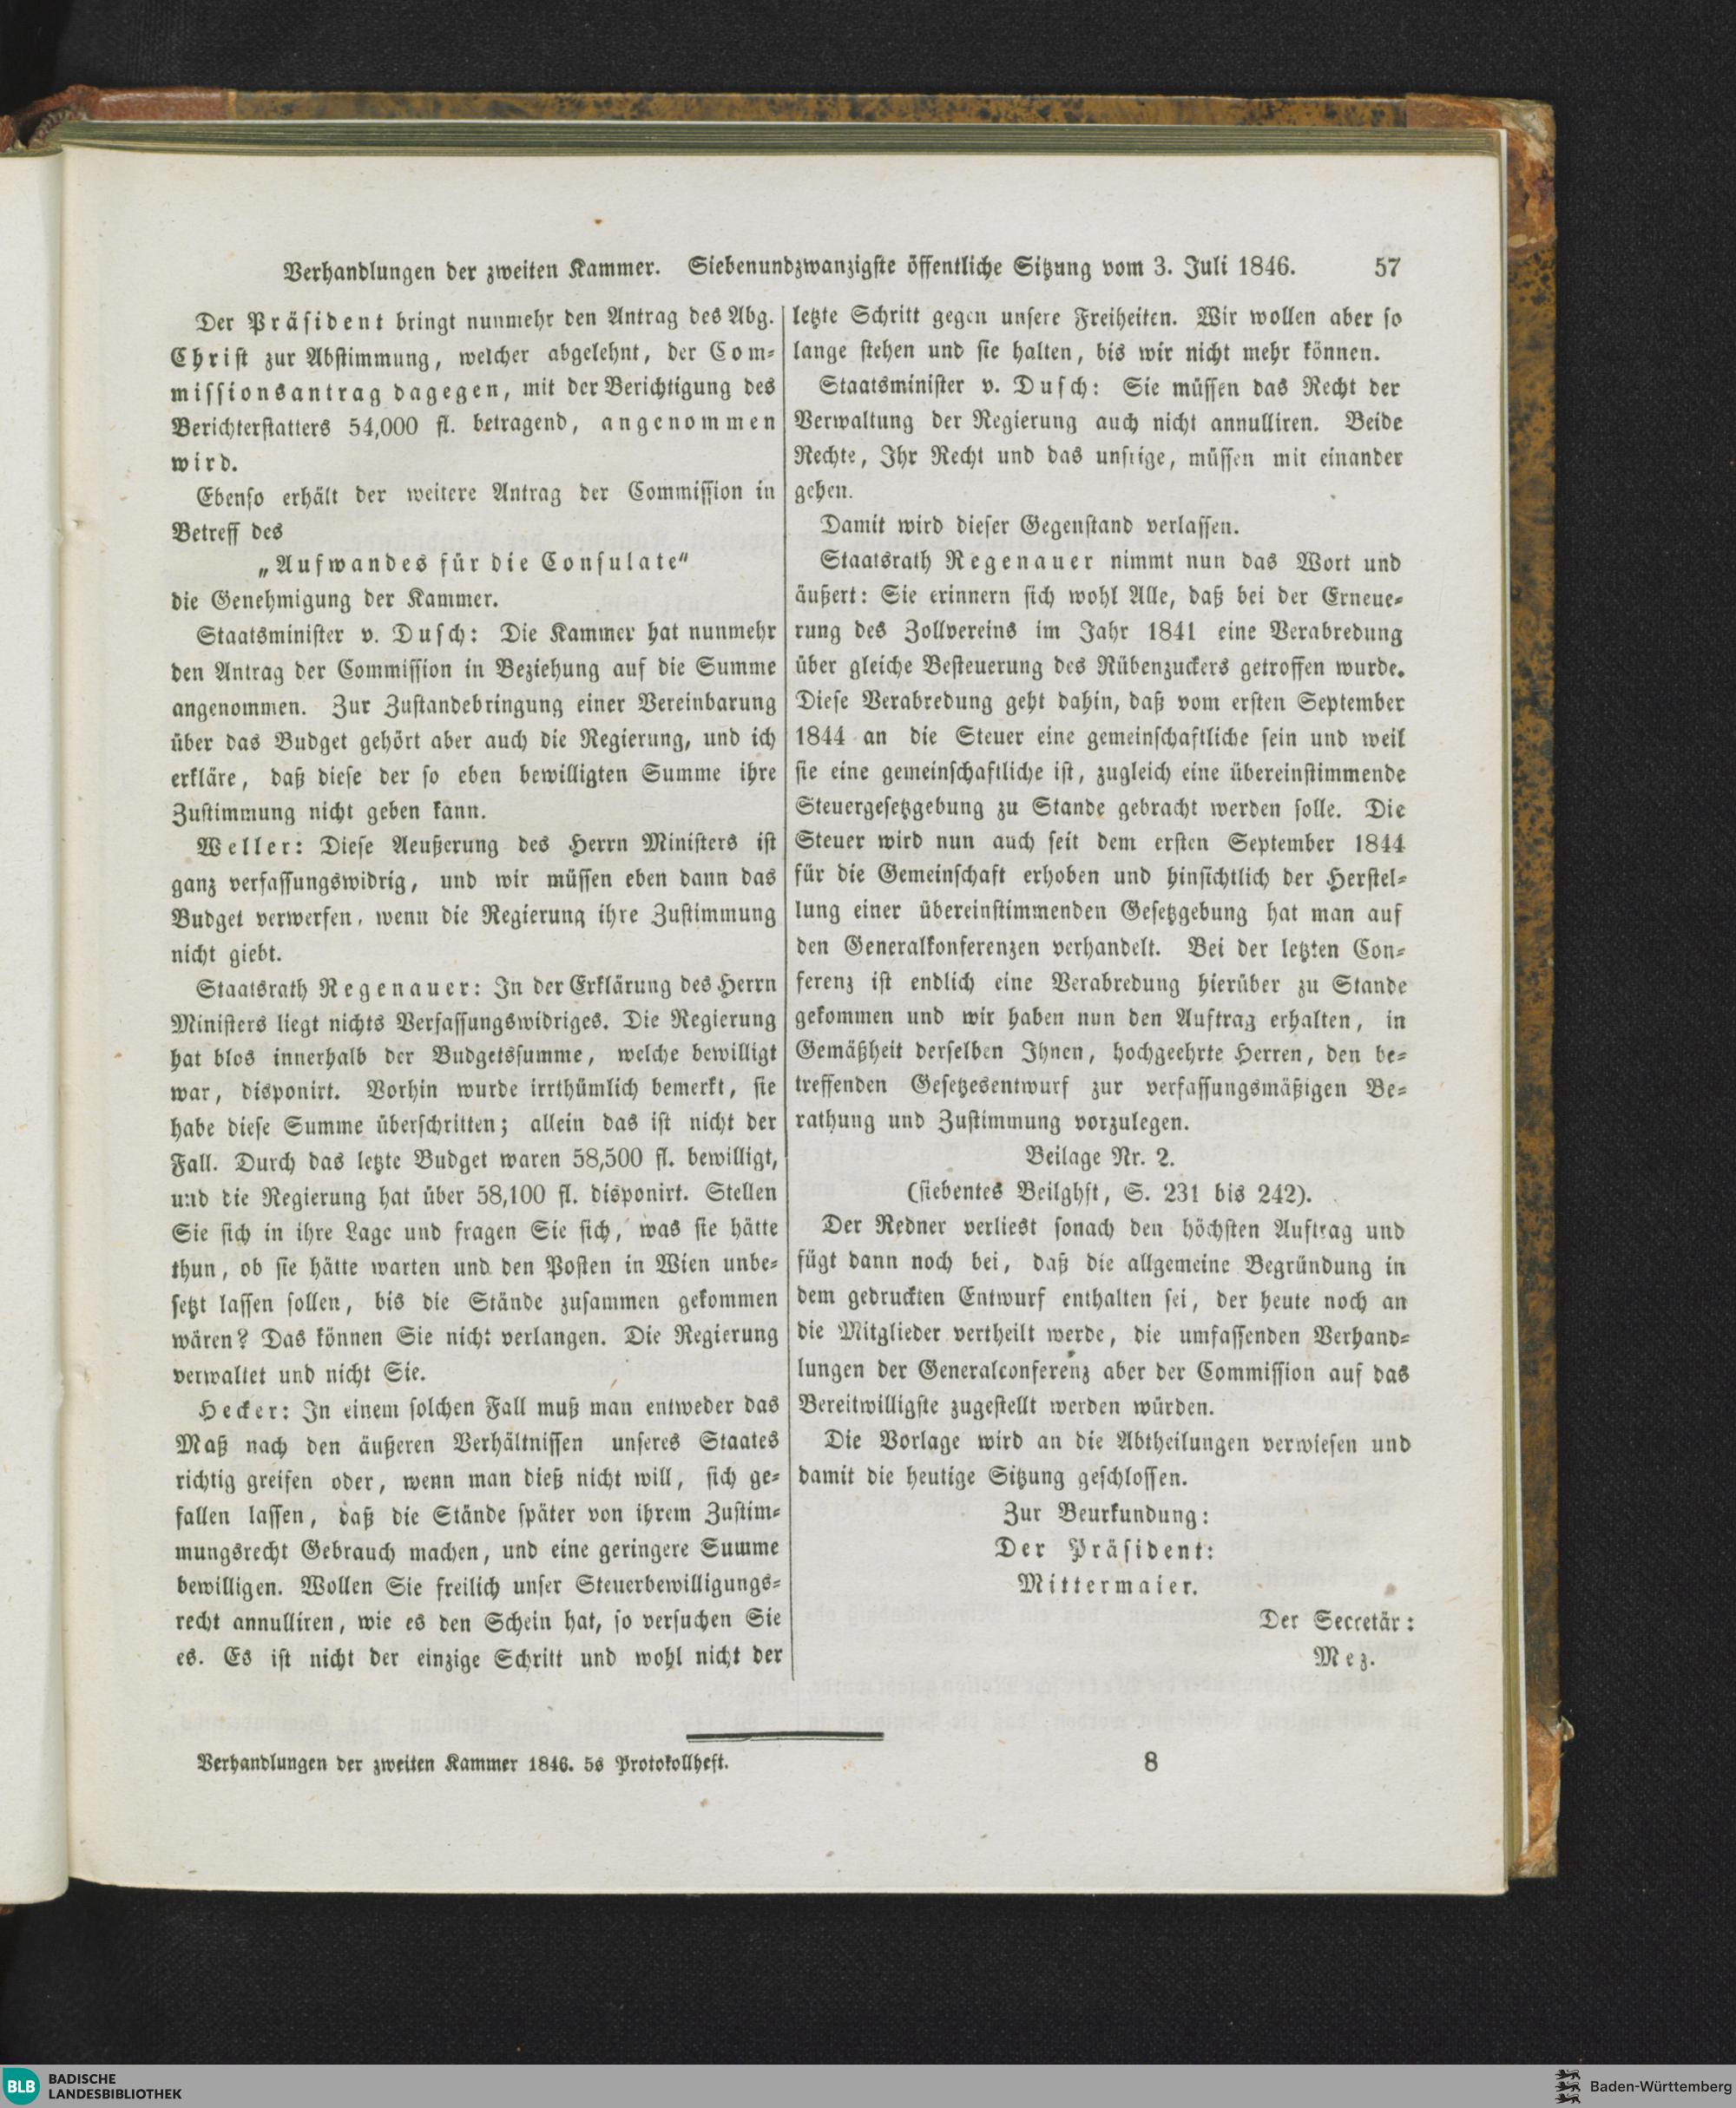 Verhandlungen der zweiten Kammer. Siebenundzwanzigste öffentliche Sitzung vom 3. Juli 1846. 57
Der Präsident bringt nunmehr den Antrag des Abg.
Christ zur Abstimmung, welcher abgelehnt, der Com-
missionsantrag dagegen, mit der Berichtigung des
Berichterstatters 54,000 fl. betragend, angenommen
wird.
Ebenso erhält der weitere Antrag der Commission in
Betreff des
„Aufwandes für die Consulate"
die Genehmigung der Kammer.
Staatsminister v. Dusch: Die Kammer hat nunmehr
den Antrag der Commission in Beziehung auf die Summe
angenommen. Zur Zustandebringung einer Vereinbarung
über das Budget gehört aber auch die Regierung, und ich
erkläre, daß diese der so eben bewilligten Summe ihre
Zustimmung nicht geben kann.
Weller: Diese Aeußerung des Herrn Ministers ist
ganz verfassungswidrig, und wir müssen eben dann das
Budget verwerfen, wenn die Regierung ihre Zustimmung
nicht giebt.
Staatsrath Regenauer: In der Erklärung des Herrn
Ministers liegt nichts Verfassungswidriges. Die Regierung
hat blos innerhalb der Budgetssumme, welche bewilligt
war, disponirt. Vorhin wurde irrthümlich bemerkt, sie
habe diese Summe überschritten; allein das ist nicht der
Fall. Durch das letzte Budget waren 58,500 fl. bewilligt,
und die Regierung hat über 58,100 fl. disponirt. Stellen
Sie sich in ihre Lage und fragen Sie sich, was sie hätte
thun, ob sie hätte warten und den Posten in Wien unbe-
setzt lassen sollen, bis die Stände zusammen gekommen
wären? Das können Sie nicht verlangen. Die Regierung
verwaltet und nicht Sie.
Hecker: In einem solchen Fall muß man entweder das
Maß nach den äußeren Verhältnissen unseres Staates
richtig greifen oder, wenn man dieß nicht will, sich ge-
fallen lassen, daß die Stände später von ihrem Zustim-
mungsrecht Gebrauch machen, und eine geringere Summe
bewilligen. Wollen Sie freilich unser Steuerbewilligungs-
recht annulliren, wie es den Schein hat, so versuchen Sie
es. Es ist nicht der einzige Schritt und wohl nicht der
letzte Schritt gegen unsere Freiheiten. Wir wollen aber so
lange stehen und sie halten, bis wir nicht mehr können.
Staatsminister v. Dusch: Sie müssen das Recht der
Verwaltung der Regierung auch nicht annulliren. Beide
Rechte, Ihr Recht und das unsrige, müssen mit einander
gehen.
Damit wird dieser Gegenstand verlassen.
Staatsrath Regenauer nimmt nun das Wort und
äußert: Sie erinnern sich wohl Alle, daß bei der Erneue-
rung des Zollvereins im Jahr 1841 eine Verabredung
über gleiche Besteuerung des Rübenzuckers getroffen wurde.
Diese Verabredung geht dahin, daß vom ersten September
1844 an die Steuer eine gemeinschaftliche sein und weil
sie eine gemeinschaftliche ist, zugleich eine übereinstimmende
Steuergesetzgebung zu Stande gebracht werden solle. Die
Steuer wird nun auch seit dem ersten September 1844
für die Gemeinschaft erhoben und hinsichtlich der Herstel-
lung einer übereinstimmenden Gesetzgebung hat man auf
den Generalkonferenzen verhandelt. Bei der letzten Con-
ferenz ist endlich eine Verabredung hierüber zu Stande
gekommen und wir haben nun den Auftrag erhalten, in
Gemäßheit derselben Ihnen, hochgeehrte Herren, den be-
treffenden Gesetzesentwurf zur verfassungsmäßigen Be-
rathung und Zustimmung vorzulegen.
Beilage Nr. 2.
(siebentes Beilghft, S. 231 bis 242).
Der Redner verliest sonach den höchsten Auftrag und
fügt dann noch bei, daß die allgemeine Begründung in
dem gedruckten Entwurf enthalten sei, der heute noch an
die Mitglieder vertheilt werde, die umfassenden Verhand-
lungen der Generalconferenz aber der Commission auf das
Bereitwilligste zugestellt werden würden.
Die Vorlage wird an die Abtheilungen verwiesen und
damit die heutige Sitzung geschlossen.
Zur Beurkundung:
Der Präsident:
Mittermaier.
Der Secretär:
Mez.
Verhandlungen der zweiten Kammer 1846. 5s Protokollheft. 8
BLB BADISCHE
LANDESBIBLIOTHEK
Baden-Württemberg